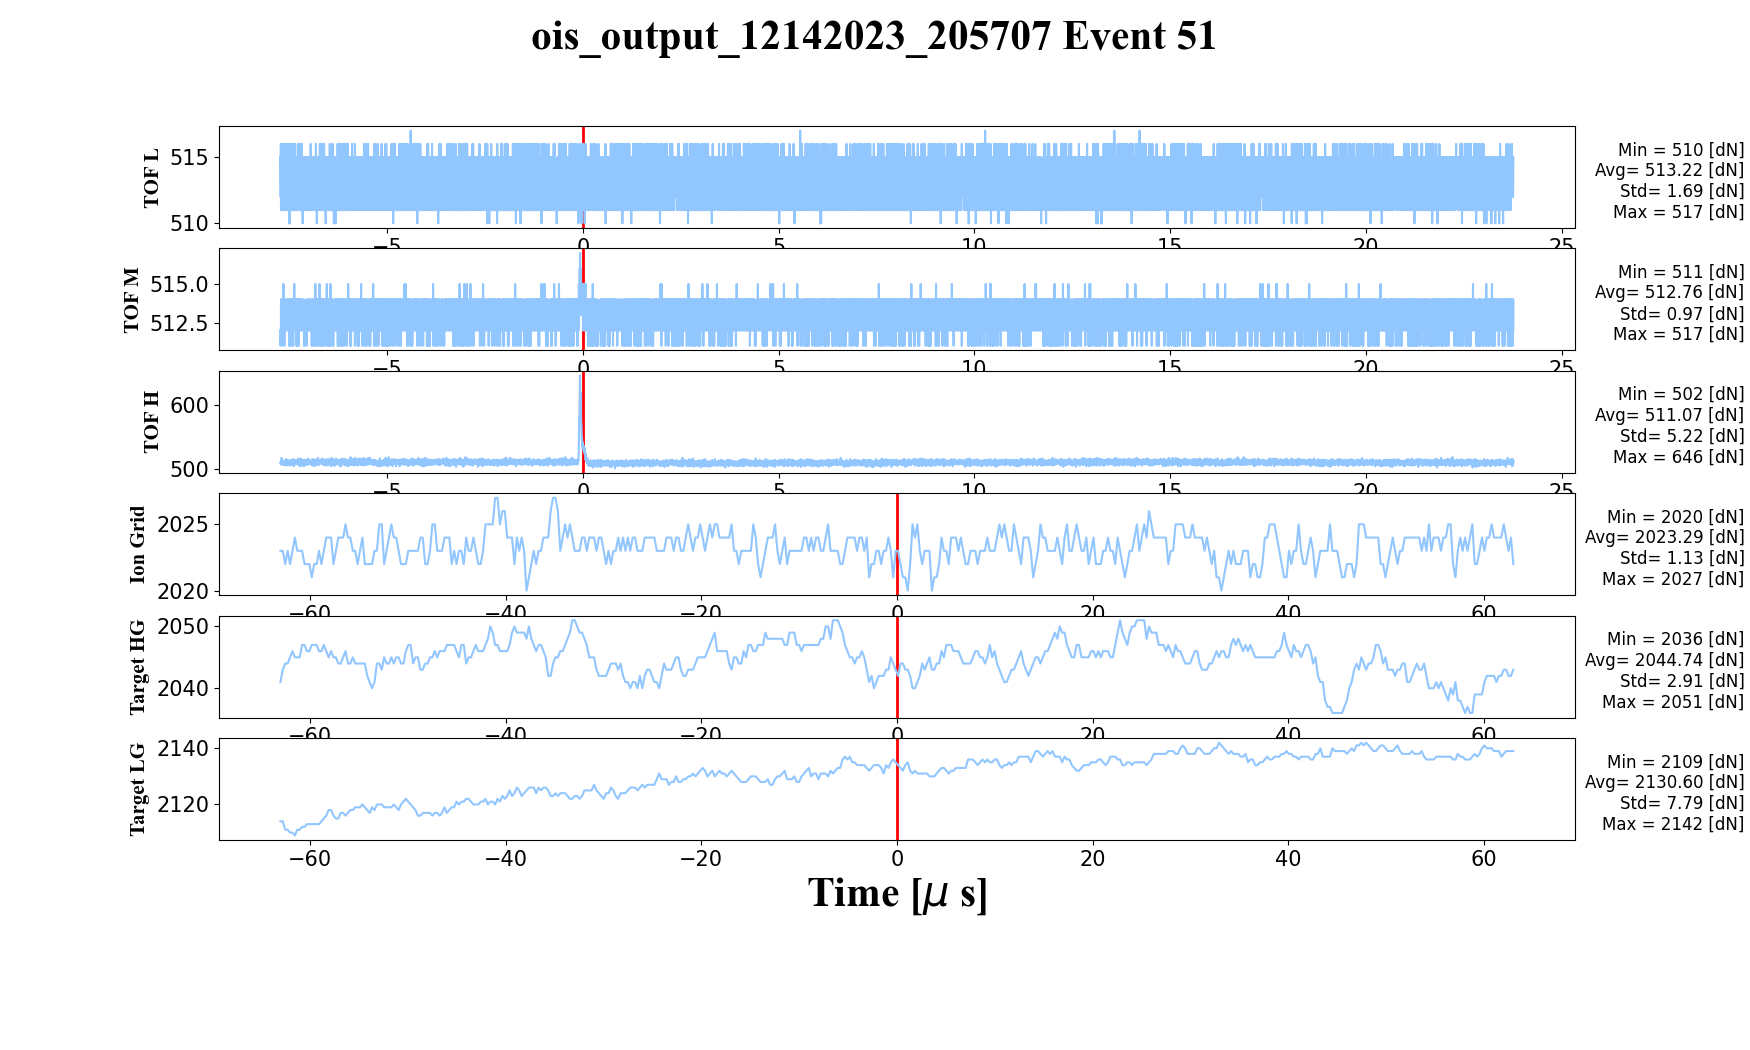 ois_output_12142023_205707 Event 51
TOF L
515
510
Min = 510 [dN]
Avg= 513.22 [dN]
Std= 1.69 [dN]
Max = 517 [dN]
−5 0 5 10 15 20 25
TOF M
515.0
512.5
Min = 511 [dN]
Avg= 512.76 [dN]
Std= 0.97 [dN]
Max = 517 [dN]
−5 0 5 10 15 20 25
TOF H
600
500
Min = 502 [dN]
Avg= 511.07 [dN]
Std= 5.22 [dN]
Max = 646 [dN]
−5 0 5 10 15 20 25
Ion Grid
2025
2020
Min = 2020 [dN]
Avg= 2023.29 [dN]
Std= 1.13 [dN]
Max = 2027 [dN]
−60 −40 −20 0 20 40 60
Target HG
2050
2040
Min = 2036 [dN]
Avg= 2044.74 [dN]
Std= 2.91 [dN]
Max = 2051 [dN]
−60 −40 −20 0 20 40 60
Target LG
2140
2120
Min = 2109 [dN]
Avg= 2130.60 [dN]
Std= 7.79 [dN]
Max = 2142 [dN]
−60 −40 −20 0 20 40 60
Time [μ s]